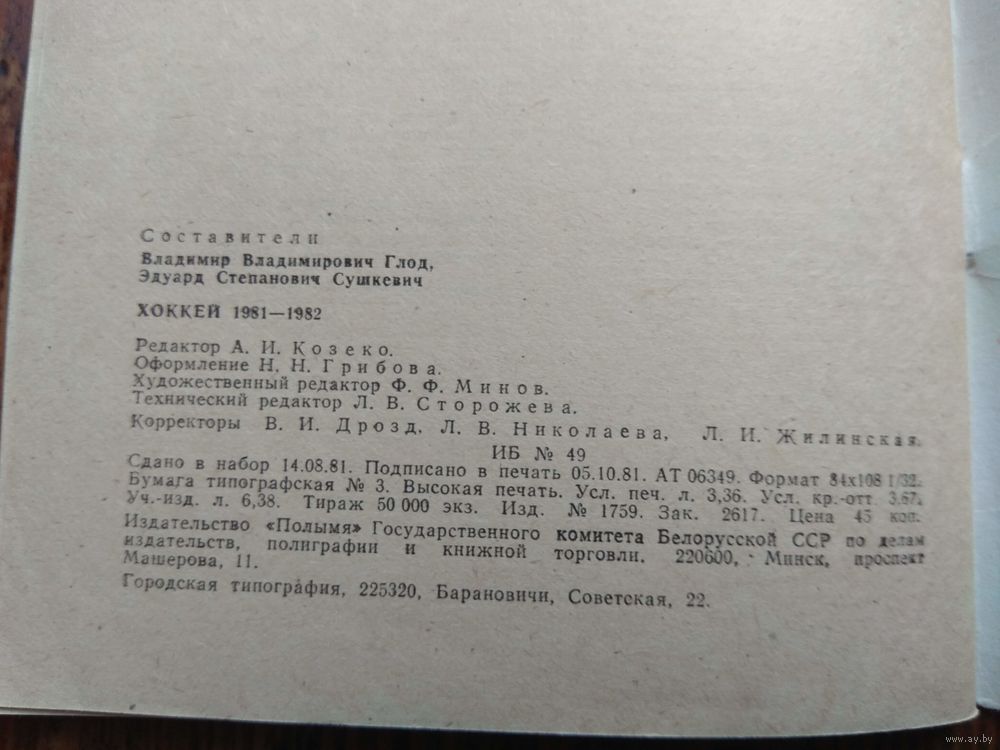 Составители
Владимир Владимирович Глод,
Эдуард Степанович Сушкевич
ХОККЕЙ 1981—1982
Редактор А. И. Козеко.
Оформление Н. Н. Грибова.
Художественный редактор Ф. Ф. Минов.
Технический редактор Л. В. Сторожева.
Корректоры В. И. Дрозд, Л. В. Николаева, Л. И. Жилинская.
ИБ № 49
Сдано в набор 14.08.81. Подписано в печать 05.10.81. АТ 06349. Формат 84х108 1/32.
Бумага типографская № 3. Высокая печать. Усл. печ. л. 3,36. Усл. кр.-отт. 3,67.
Уч.-изд. л. 6,38. Тираж 50 000 экз. Изд. № 1759. Зак. 2617. Цена 45 коп.
Издательство «Полымя» Государственного комитета Белорусской ССР по делам
издательств, полиграфии и книжной торговли. 220600, Минск, проспект
Машерова, 11.
Городская типография, 225320, Барановичи, Советская, 22.
www.ay.by